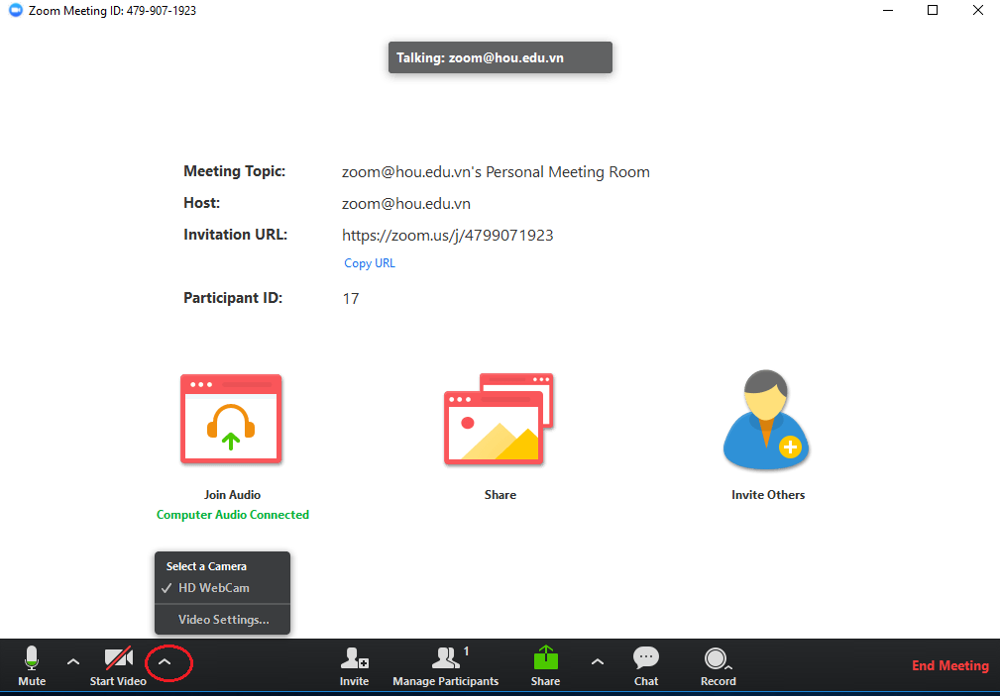 Zoom Meeting ID: 479-907-1923
Talking: zoom@hou.edu.vn
Meeting Topic: zoom@hou.edu.vn's Personal Meeting Room
Host: zoom@hou.edu.vn
Invitation URL: https://zoom.us/j/4799071923
Copy URL
Participant ID: 17
Join Audio
Computer Audio Connected
Share
Invite Others
Select a Camera
✓ HD WebCam
Video Settings...
Mute
Start Video
Invite
1
Manage Participants
Share
Chat
Record
End Meeting